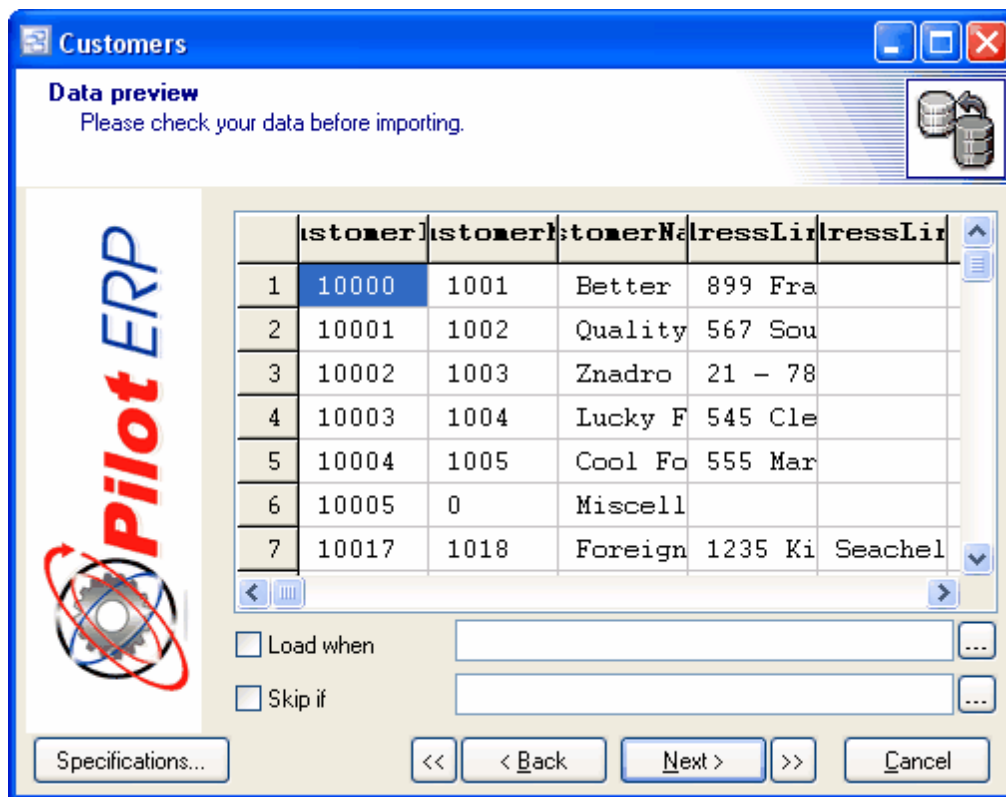 Customers
Data preview
Please check your data before importing.
Pilot ERP
ustomerI ustomerN stomerNa dressLin dressLin
1 10000 1001 Better 899 Fra
2 10001 1002 Quality 567 Sou
3 10002 1003 Znadro 21 - 78
4 10003 1004 Lucky F 545 Cle
5 10004 1005 Cool Fo 555 Mar
6 10005 0 Miscell
7 10017 1018 Foreign 1235 Ki Seachel
Load when ...
Skip if ...
Specifications... << < Back Next > >> Cancel